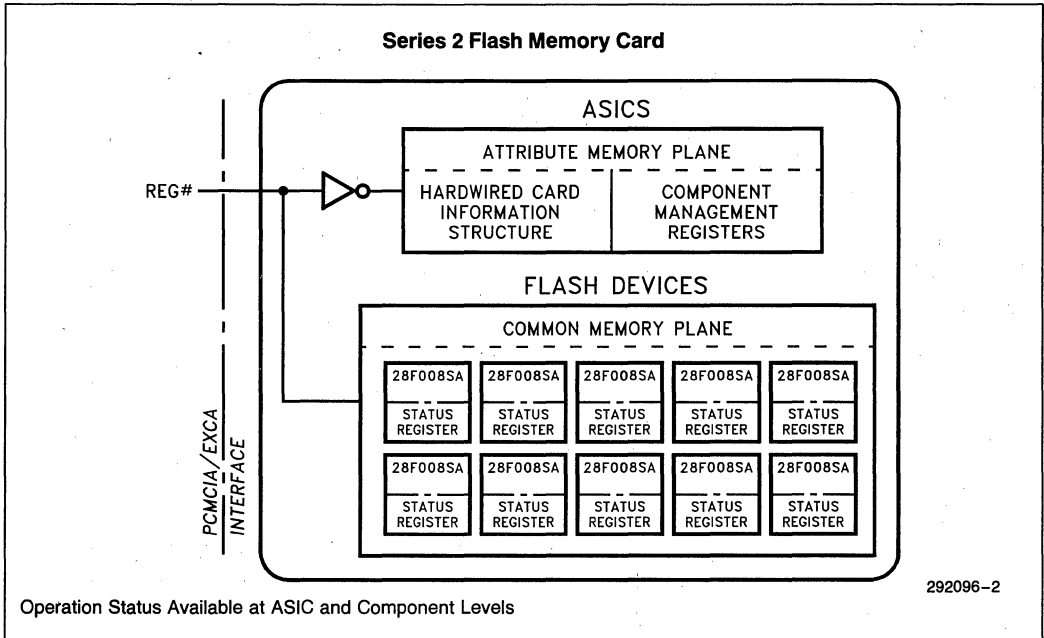 Series 2 Flash Memory Card
ASICS
ATTRIBUTE MEMORY PLANE
REG#
HARDWIRED CARD
INFORMATION
STRUCTURE
COMPONENT
MANAGEMENT
REGISTERS
FLASH DEVICES
COMMON MEMORY PLANE
28F008SA 28F008SA 28F008SA 28F008SA 28F008SA
STATUS STATUS STATUS STATUS STATUS
REGISTER REGISTER REGISTER REGISTER REGISTER
28F008SA 28F008SA 28F008SA 28F008SA 28F008SA
STATUS STATUS STATUS STATUS STATUS
REGISTER REGISTER REGISTER REGISTER REGISTER
PCMCIA/EXCA
INTERFACE
292096-2
Operation Status Available at ASIC and Component Levels